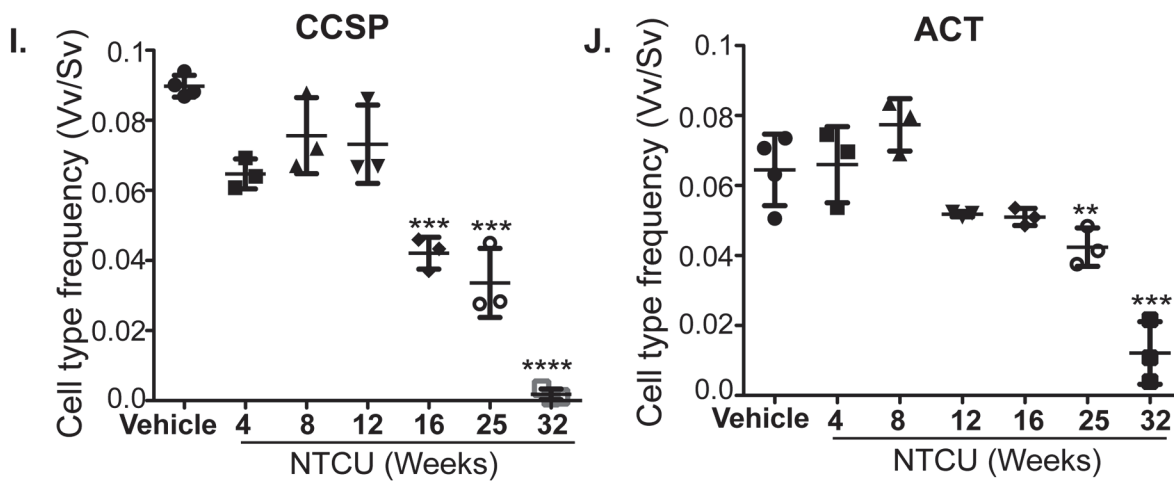 I.
CCSP
Cell type frequency (Vv/Sv)
0.1
0.08
0.06
0.04
0.02
0.0
***
***
****
Vehicle 4 8 12 16 25 32
NTCU (Weeks)
J.
ACT
Cell type frequency (Vv/Sv)
0.1
0.08
0.06
0.04
0.02
0.0
**
***
Vehicle 4 8 12 16 25 32
NTCU (Weeks)